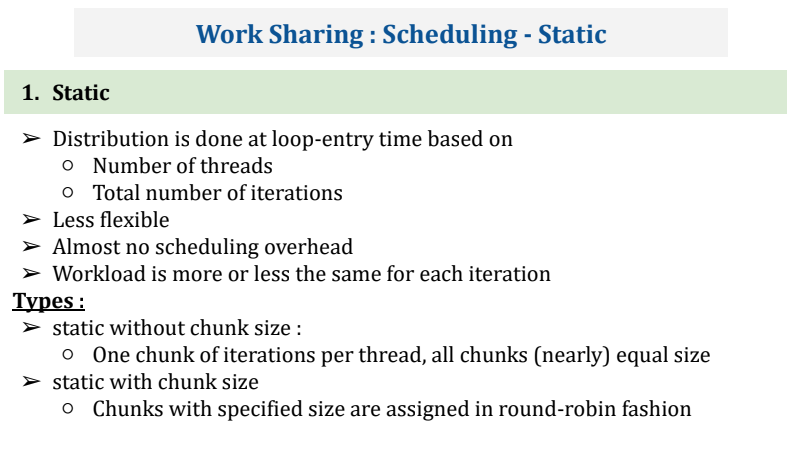 Work Sharing : Scheduling - Static
1. Static
➢ Distribution is done at loop-entry time based on
○ Number of threads
○ Total number of iterations
➢ Less flexible
➢ Almost no scheduling overhead
➢ Workload is more or less the same for each iteration
Types :
➢ static without chunk size :
○ One chunk of iterations per thread, all chunks (nearly) equal size
➢ static with chunk size
○ Chunks with specified size are assigned in round-robin fashion